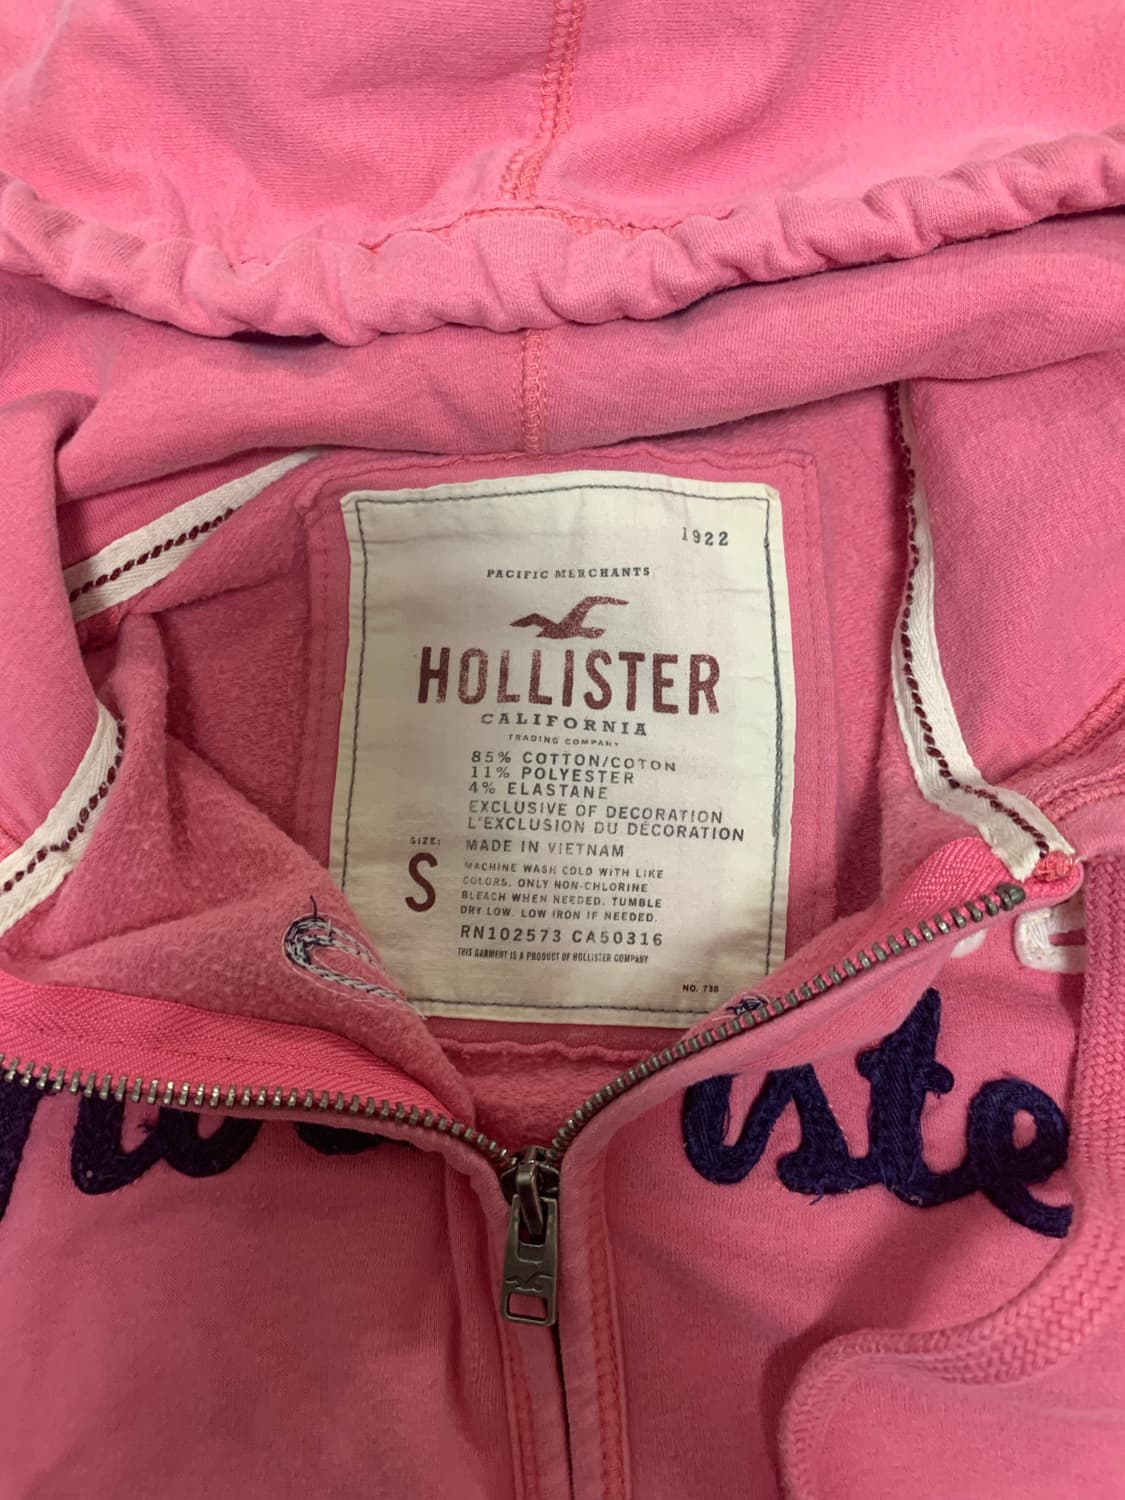 1922
PACIFIC MERCHANTS
HOLLISTER
CALIFORNIA
TRADING COMPANY
85% COTTON/COTON
11% POLYESTER
4% ELASTANE
EXCLUSIVE OF DECORATION
L'EXCLUSION DU DÉCORATION
SIZE:
S
MADE IN VIETNAM
MACHINE WASH COLD WITH LIKE
COLORS. ONLY NON-CHLORINE
BLEACH WHEN NEEDED. TUMBLE
DRY LOW. LOW IRON IF NEEDED.
RN102573 CA50316
THIS GARMENT IS A PRODUCT OF HOLLISTER COMPANY
NO. 738
iste